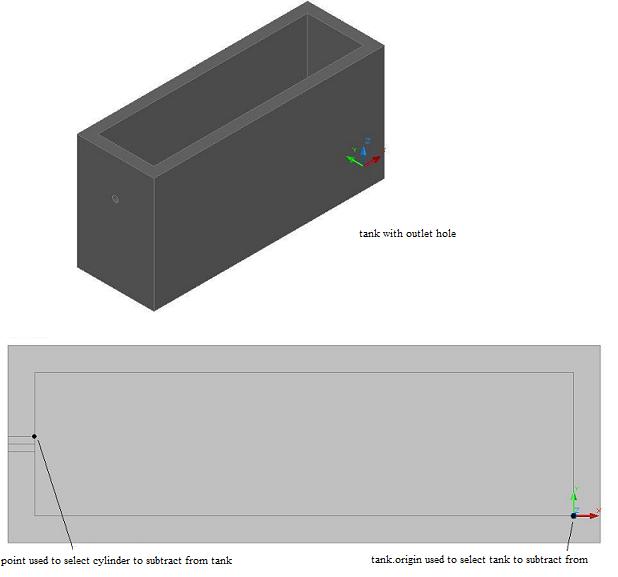 Z
Y
tank with outlet hole
Y
Z
X
point used to select cylinder to subtract from tank
tank.origin used to select tank to subtract from